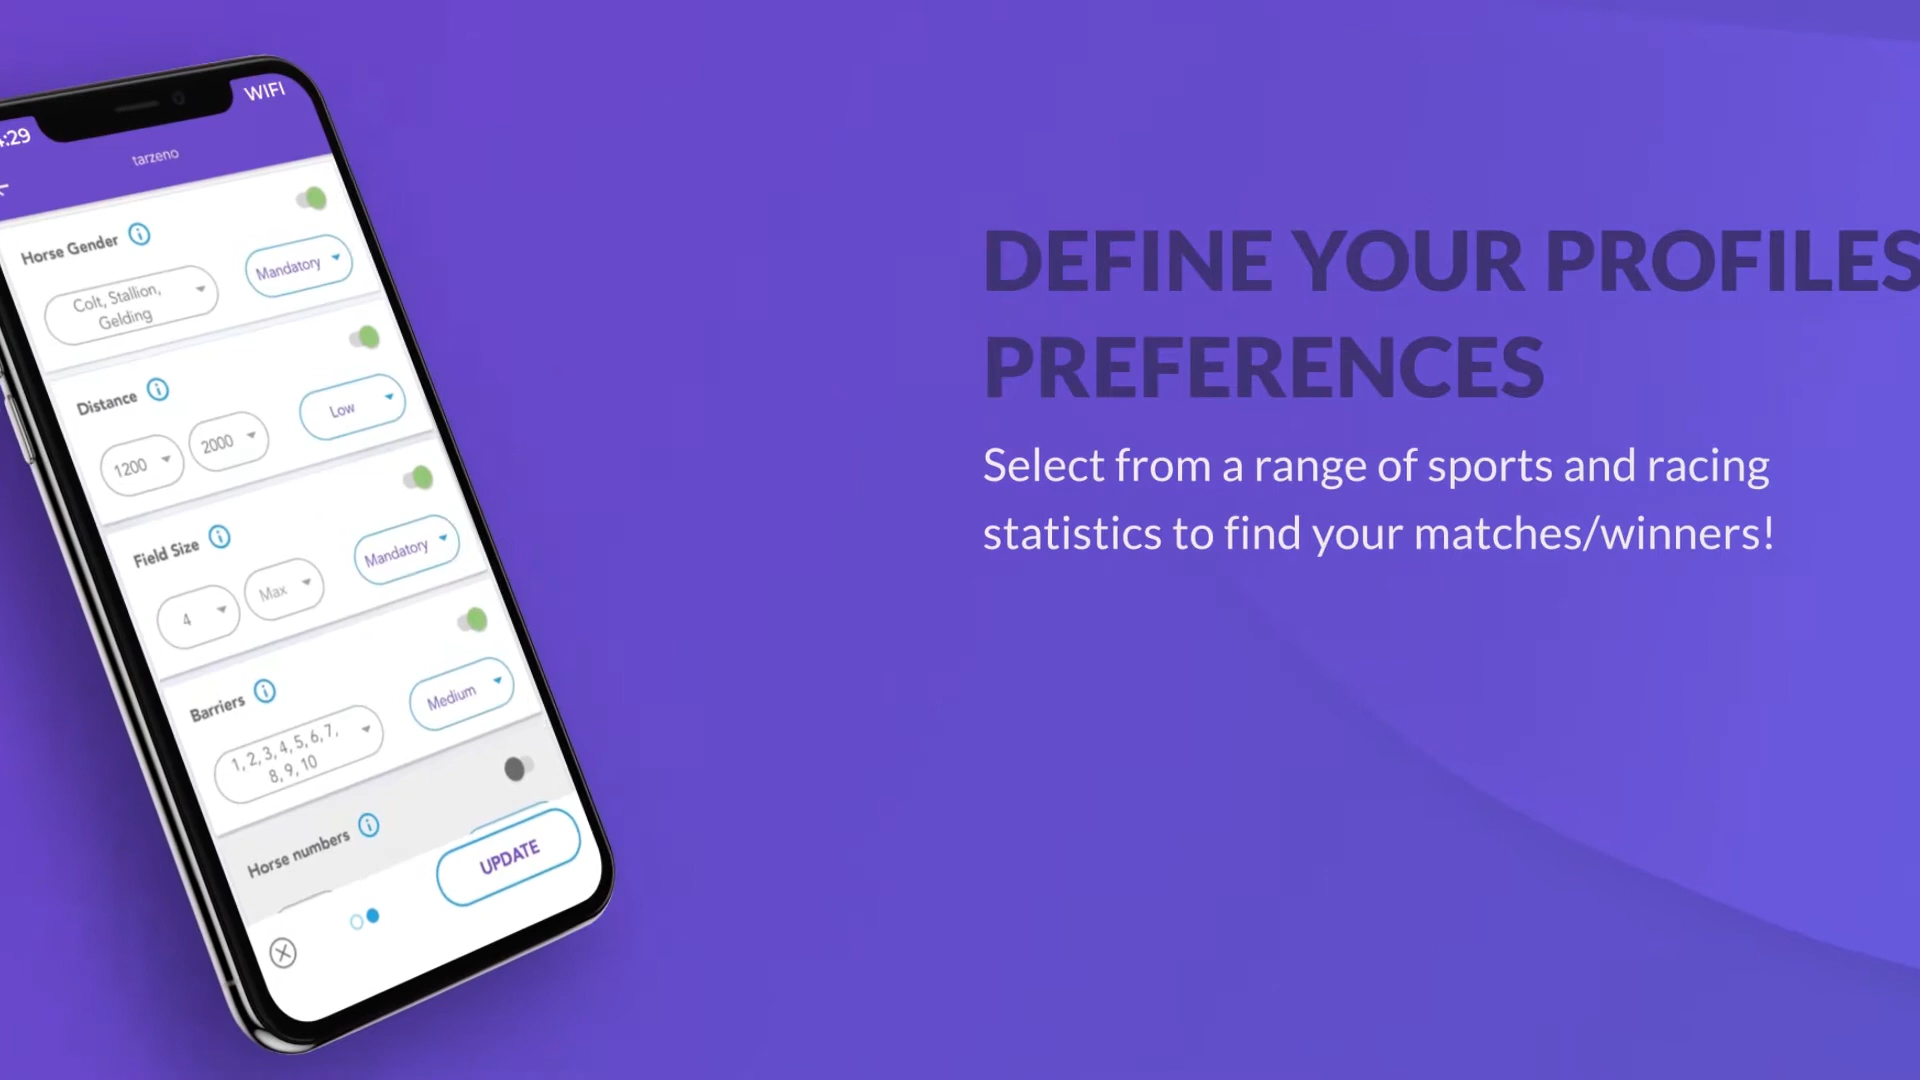 WIFI
:29
tarzeno
Horse Gender
Colt, Stallion,
Gelding
Mandatory
Distance
1200
2000
Low
Field Size
4
Max
Mandatory
Barriers
1, 2, 3, 4, 5, 6, 7,
8, 9, 10
Medium
Horse numbers
UPDATE
DEFINE YOUR PROFILES
PREFERENCES
Select from a range of sports and racing
statistics to find your matches/winners!